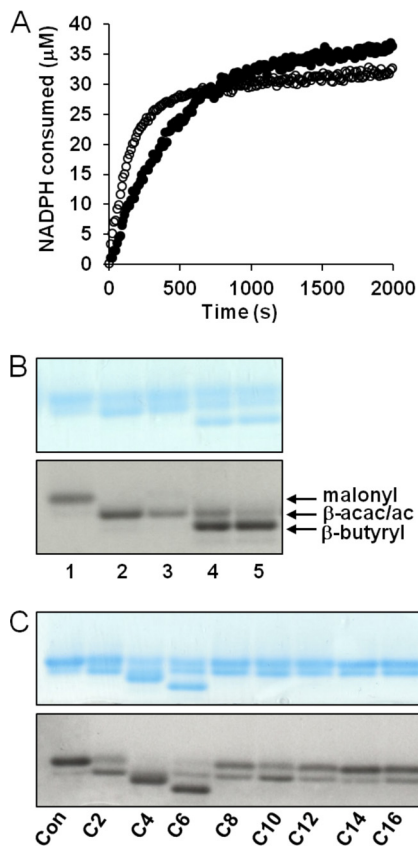 A
NADPH consumed (µM)
40
35
30
25
20
15
10
5
0
0 500 1000 1500 2000
Time (s)
B
malonyl
β-acac/ac
β-butyryl
1 2 3 4 5
C
Con C2 C4 C6 C8 C10 C12 C14 C16